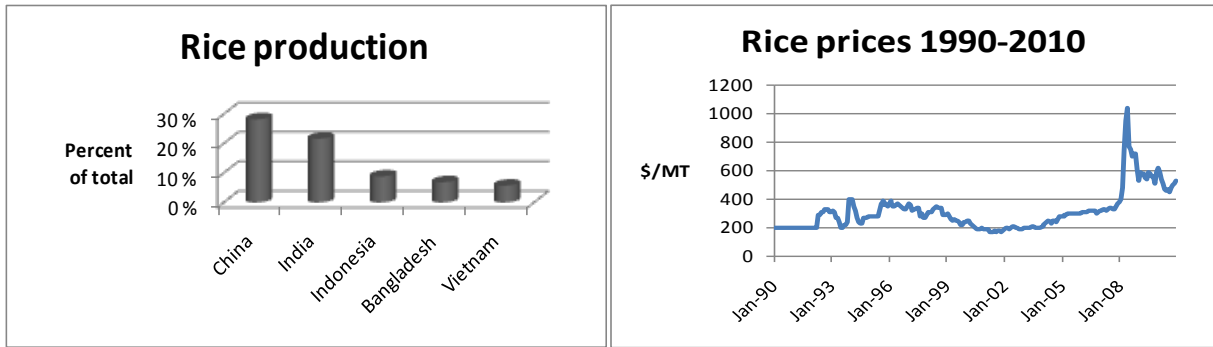 Rice production
Percent
of total
30 %
20 %
10 %
0 %
China
India
Indonesia
Bangladesh
Vietnam
Rice prices 1990-2010
$/MT
1200
1000
800
600
400
200
0
Jan-90
Jan-93
Jan-96
Jan-99
Jan-02
Jan-05
Jan-08